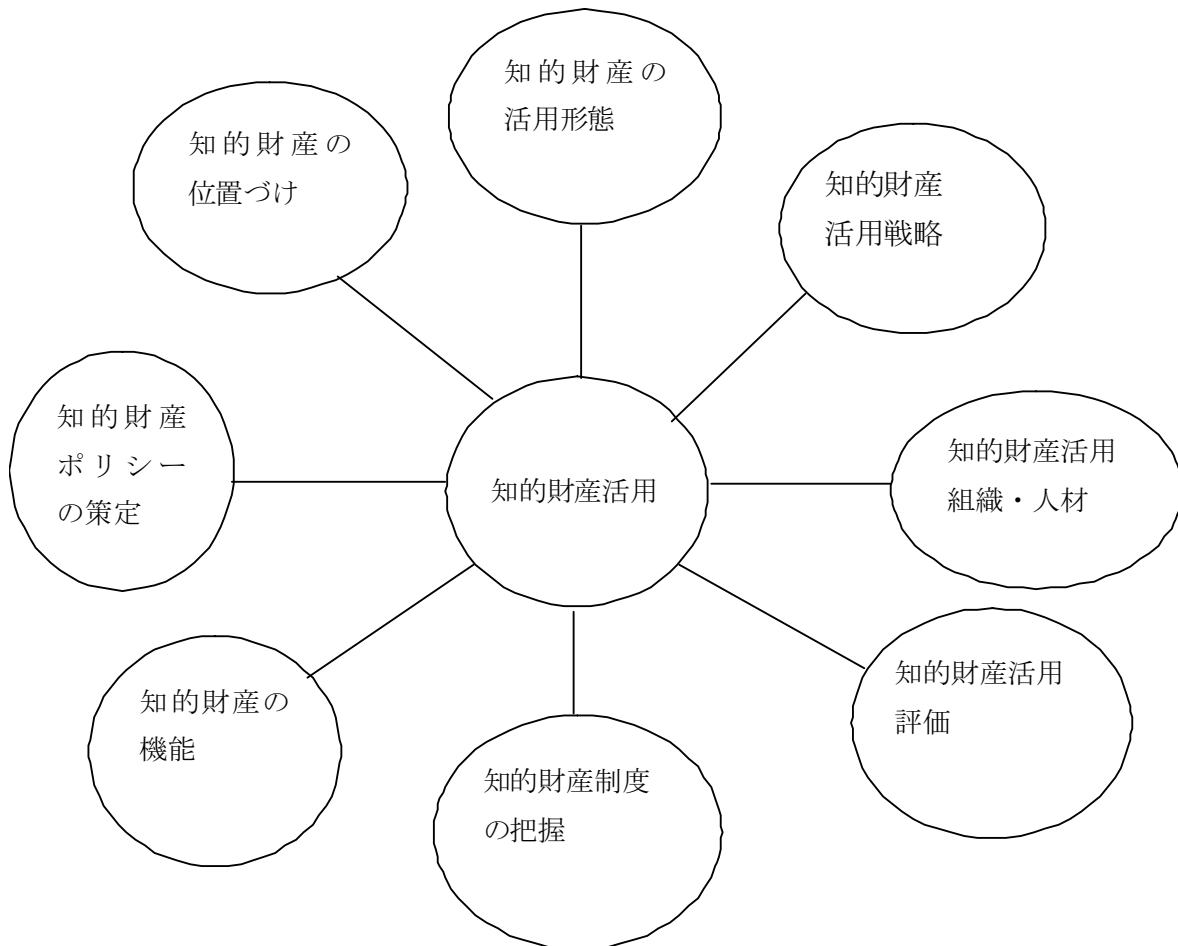 知的財産の
活用形態
知的財産の
位置づけ
知的財産
活用戦略
知的財産
ポリシー
の策定
知的財産活用
知的財産活用
組織・人材
知的財産の
機能
知的財産活用
評価
知的財産制度
の把握